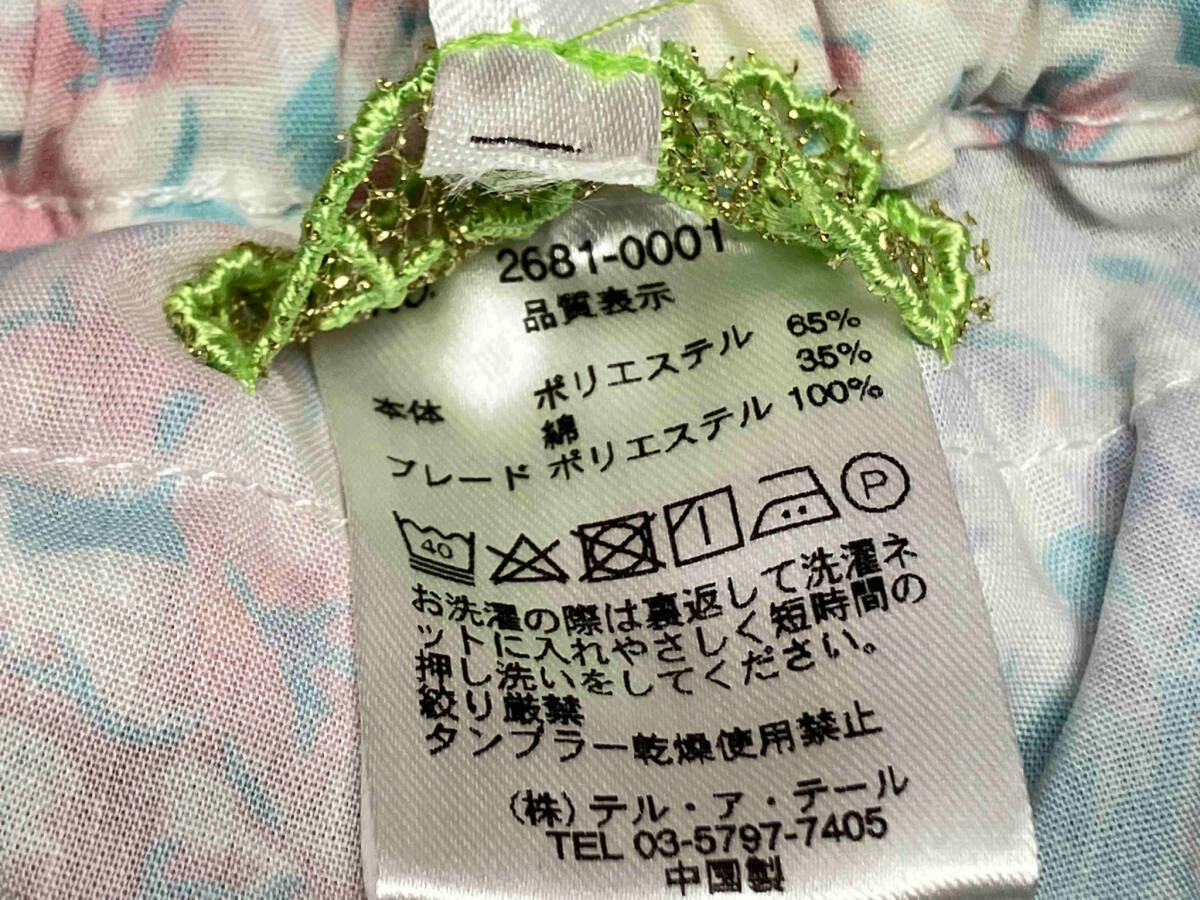 2681-0001
品質表示
本体 ポリエステル 65%
綿 35%
ブレード ポリエステル 100%
40 P
お洗濯の際は裏返して洗濯ネ
ットに入れやさしく短時間の
押し洗いをしてください。
絞り厳禁
タンブラー乾燥使用禁止
(株)テル・ア・テール
TEL 03-5797-7405
中国製